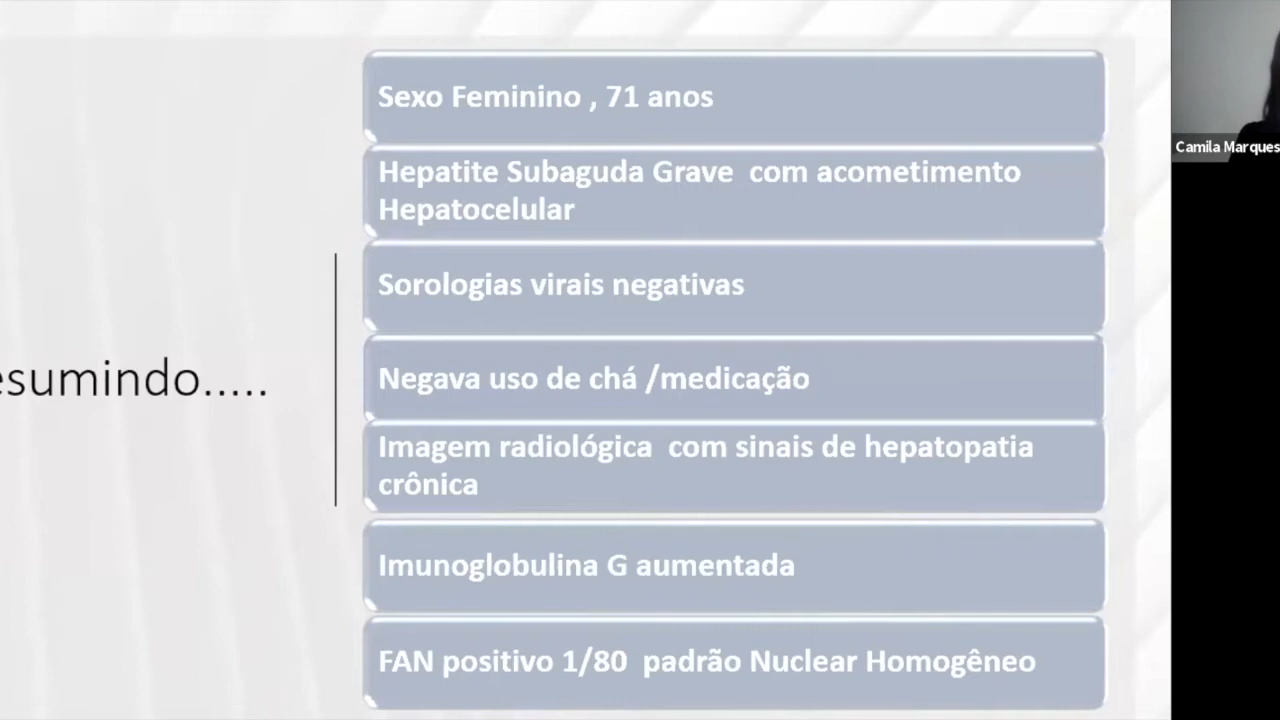 esumindo.....
Sexo Feminino , 71 anos
Hepatite Subaguda Grave com acometimento
Hepatocelular
Sorologias virais negativas
Negava uso de chá /medicação
Imagem radiológica com sinais de hepatopatia
crônica
Imunoglobulina G aumentada
FAN positivo 1/80 padrão Nuclear Homogêneo
Camila Marques